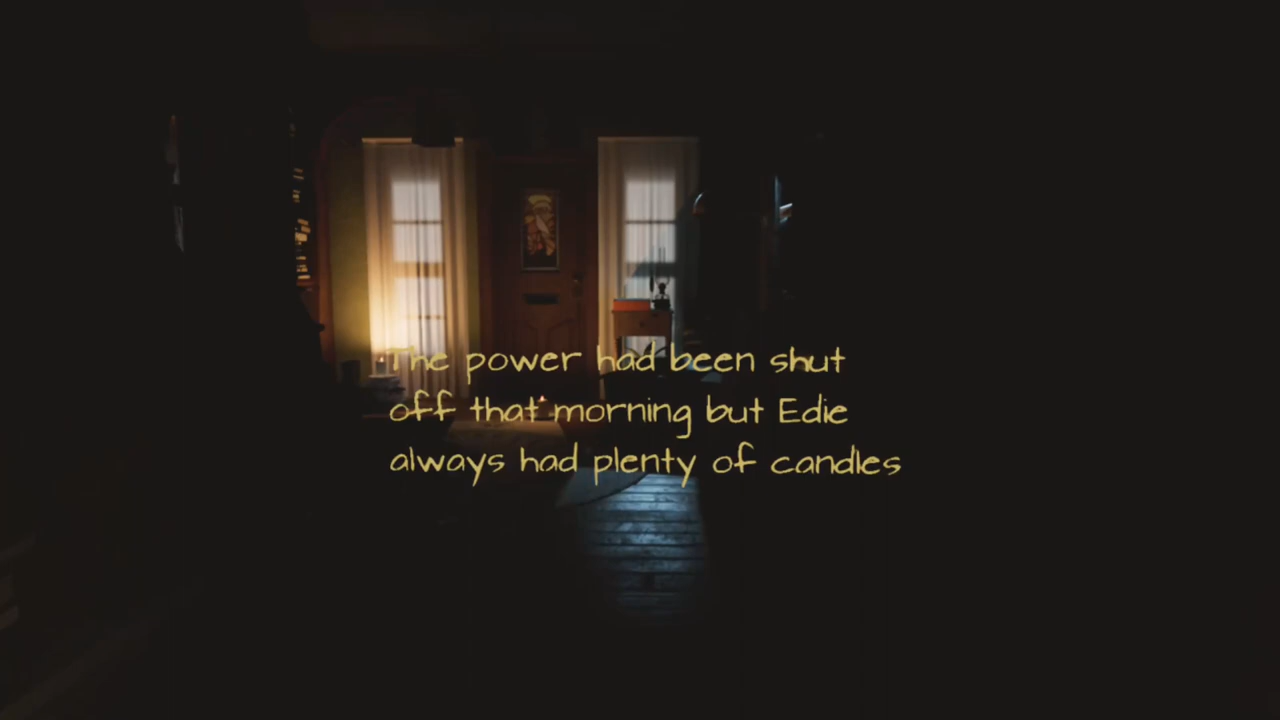 The power had been shut
off that morning but Edie
always had plenty of candles